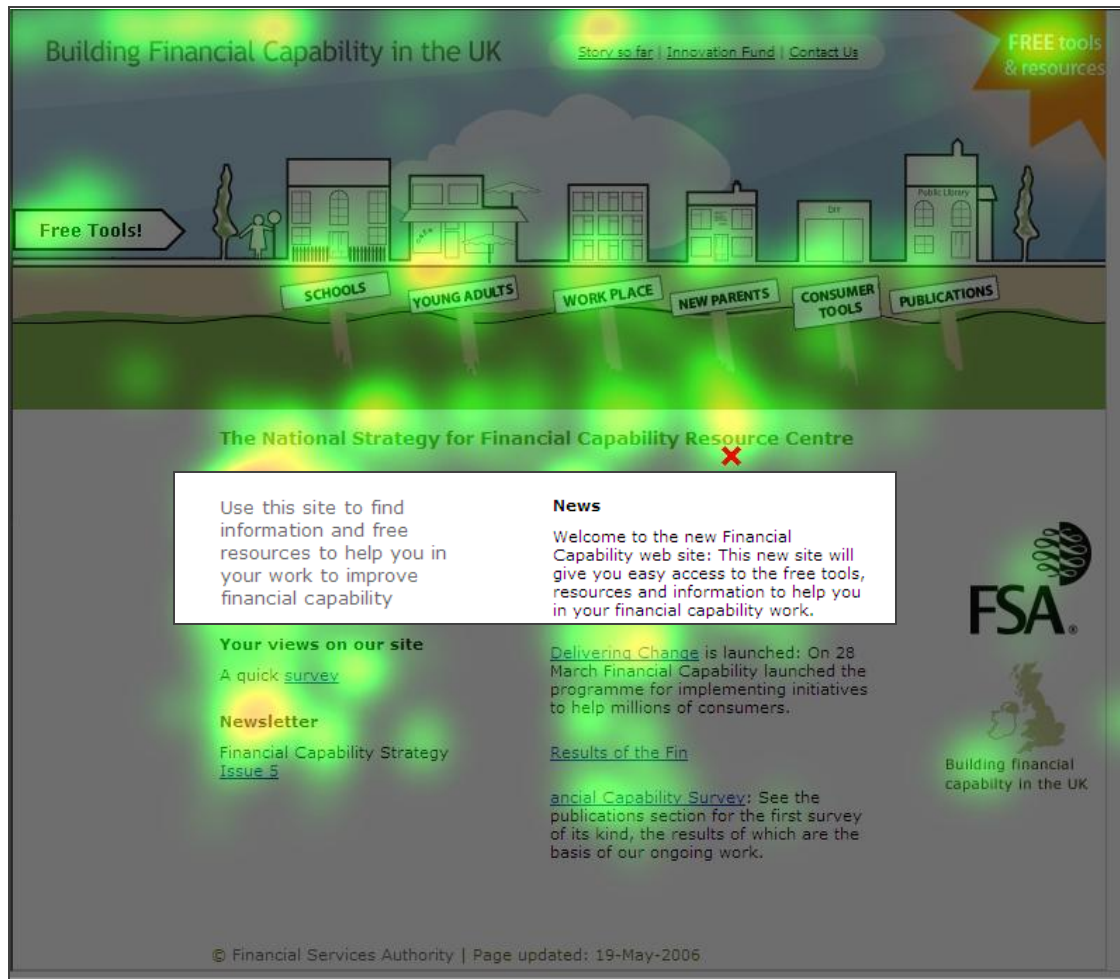 Building Financial Capability in the UK
Story so far | Innovation Fund | Contact Us
FREE tools
& resources
Public Library
DIY
Free Tools!
cafe
SCHOOLS
YOUNG ADULTS
WORK PLACE
NEW PARENTS
CONSUMER
TOOLS
PUBLICATIONS
The National Strategy for Financial Capability Resource Centre
Use this site to find
information and free
resources to help you in
your work to improve
financial capability
Your views on our site
A quick survey
Newsletter
Financial Capability Strategy
Issue 5
News
Welcome to the new Financial
Capability web site: This new site will
give you easy access to the free tools,
resources and information to help you
in your financial capability work.
Delivering Change is launched: On 28
March Financial Capability launched the
programme for implementing initiatives
to help millions of consumers.
Results of the Fin
ancial Capability Survey: See the
publications section for the first survey
of its kind, the results of which are the
basis of our ongoing work.
FSA
Building financial
capabilty in the UK
© Financial Services Authority | Page updated: 19-May-2006